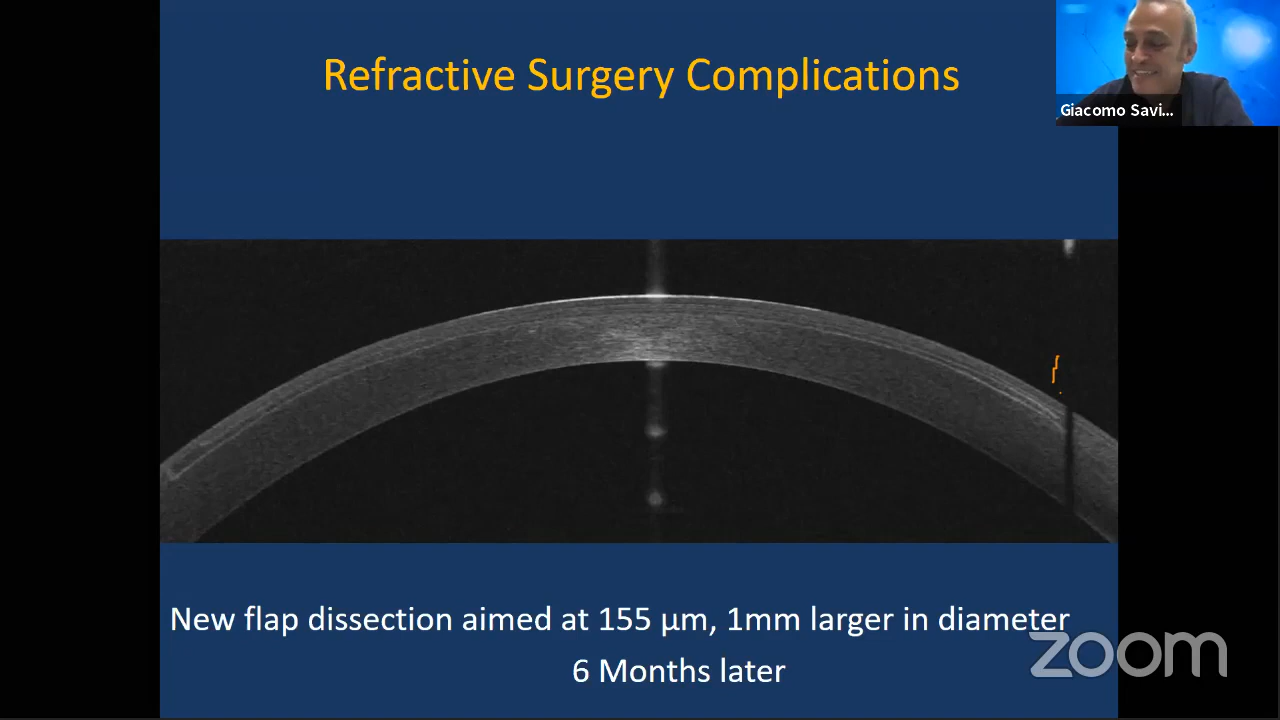 Refractive Surgery Complications
Giacomo Savi...
New flap dissection aimed at 155 µm, 1mm larger in diameter
6 Months later
zoom